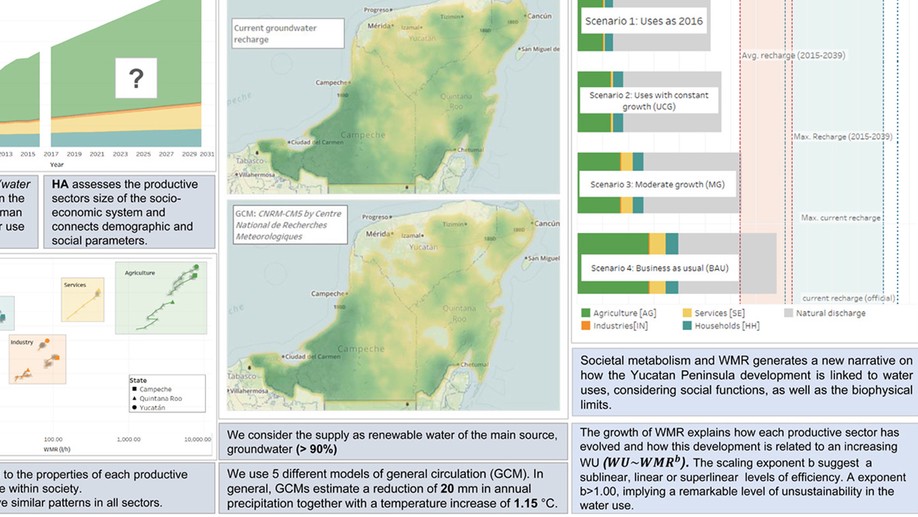 ?
2013 2015 2017 2019 2021 2023 2025 2027 2029 2031
Year
/water
n the
man
r use
HA assesses the productive
sectors size of the socio-
economic system and
connects demographic and
social parameters.
Services
Agriculture
Industry
State
Campeche
Quintana Roo
Yucatán
100.00 1,000.00 10,000.00
WMR (l/h)
to the properties of each productive
e within society.
ve similar patterns in all sectors.
Current groundwater
recharge
Progreso
Mérida
Izamal
Tizimin
Cancún
Yucatán
San Miguel de
Campeche
Quintana
Roo
Campeche
Ciudad del Carmen
Chetumal
Tabasco
Villahermosa
GCM: CNRM-CMS by Centre
National de Recherches
Meteorologiques
Progreso
Mérida
Izamal
Tizimin
Cancún
Yucatán
San Miguel
Campeche
Quintana
Roo
Campeche
Ciudad del Carmen
Chetumal
Tabasco
Villahermosa
We consider the supply as renewable water of the main source,
groundwater (> 90%)
We use 5 different models of general circulation (GCM). In
general, GCMs estimate a reduction of 20 mm in annual
precipitation together with a temperature increase of 1.15 °C.
Scenario 1: Uses as 2016
Avg. recharge (2015-2039)
Scenario 2: Uses with constant
growth (UCG)
Max. Recharge (2015-2039)
Scenario 3: Moderate growth (MG)
Max. current recharge
Scenario 4: Business as usual (BAU)
current recharge (official)
Agriculture [AG] Services [SE] Natural discharge
Industries[IN] Households [HH]
Societal metabolism and WMR generates a new narrative on
how the Yucatan Peninsula development is linked to water
uses, considering social functions, as well as the biophysical
limits.
The growth of WMR explains how each productive sector has
evolved and how this development is related to an increasing
WU (WU~WMRᵇ). The scaling exponent b suggest a
sublinear, linear or superlinear levels of efficiency. A exponent
b>1.00, implying a remarkable level of unsustainability in the
water use.